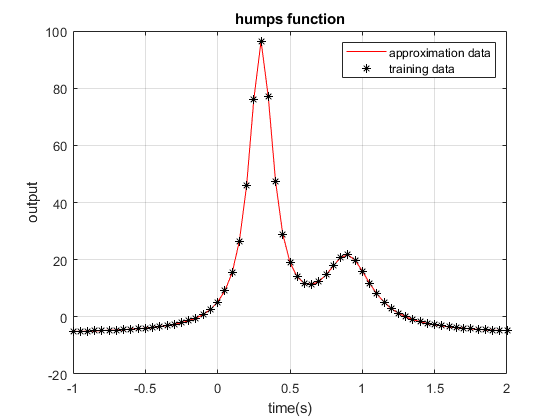 humps function
approximation data
training data
100
80
60
40
20
0
-20
output
-1
-0.5
0
0.5
1
1.5
2
time(s)